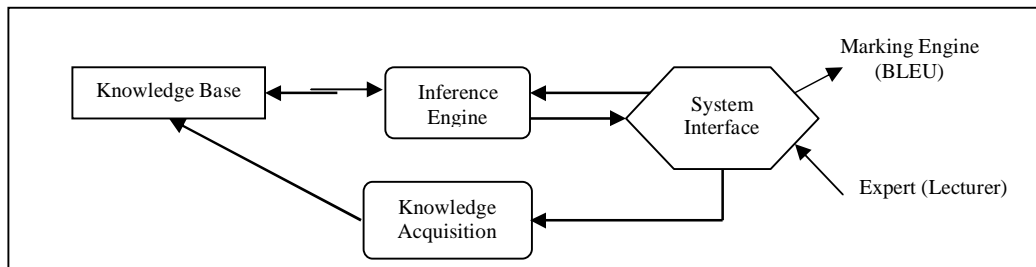 Marking Engine
(BLEU)
Knowledge Base
Inference
Engine
System
Interface
Expert (Lecturer)
Knowledge
Acquisition